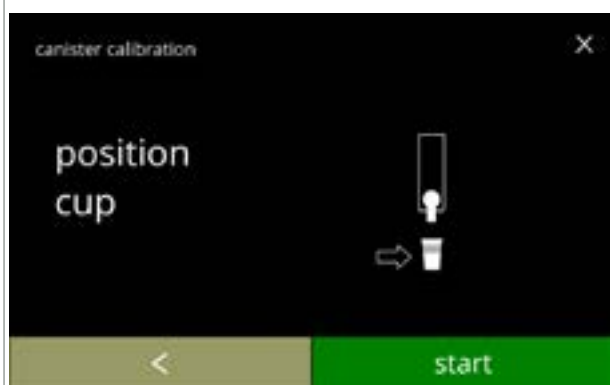 canister calibration
X
position
cup
<
start